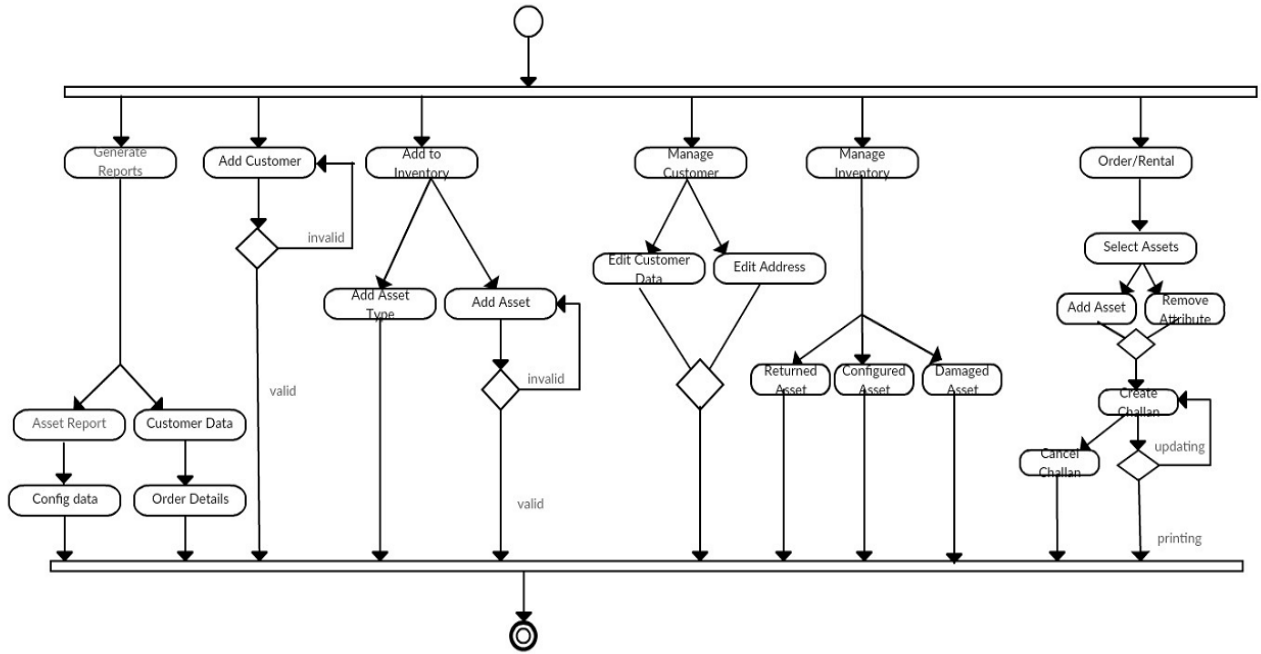 Generate
Reports
Add Customer
Add to
Inventory
Manage
Customer
Manage
Inventory
Order/Rental
invalid
Select Assets
Edit Customer
Data
Edit Address
Add Asset
Type
Add Asset
Add Asset
Remove
Attribute
invalid
Returned
Asset
Configured
Asset
Damaged
Asset
valid
Create
Challan
Asset Report
Customer Data
updating
Cancel
Challan
Config data
Order Details
valid
printing